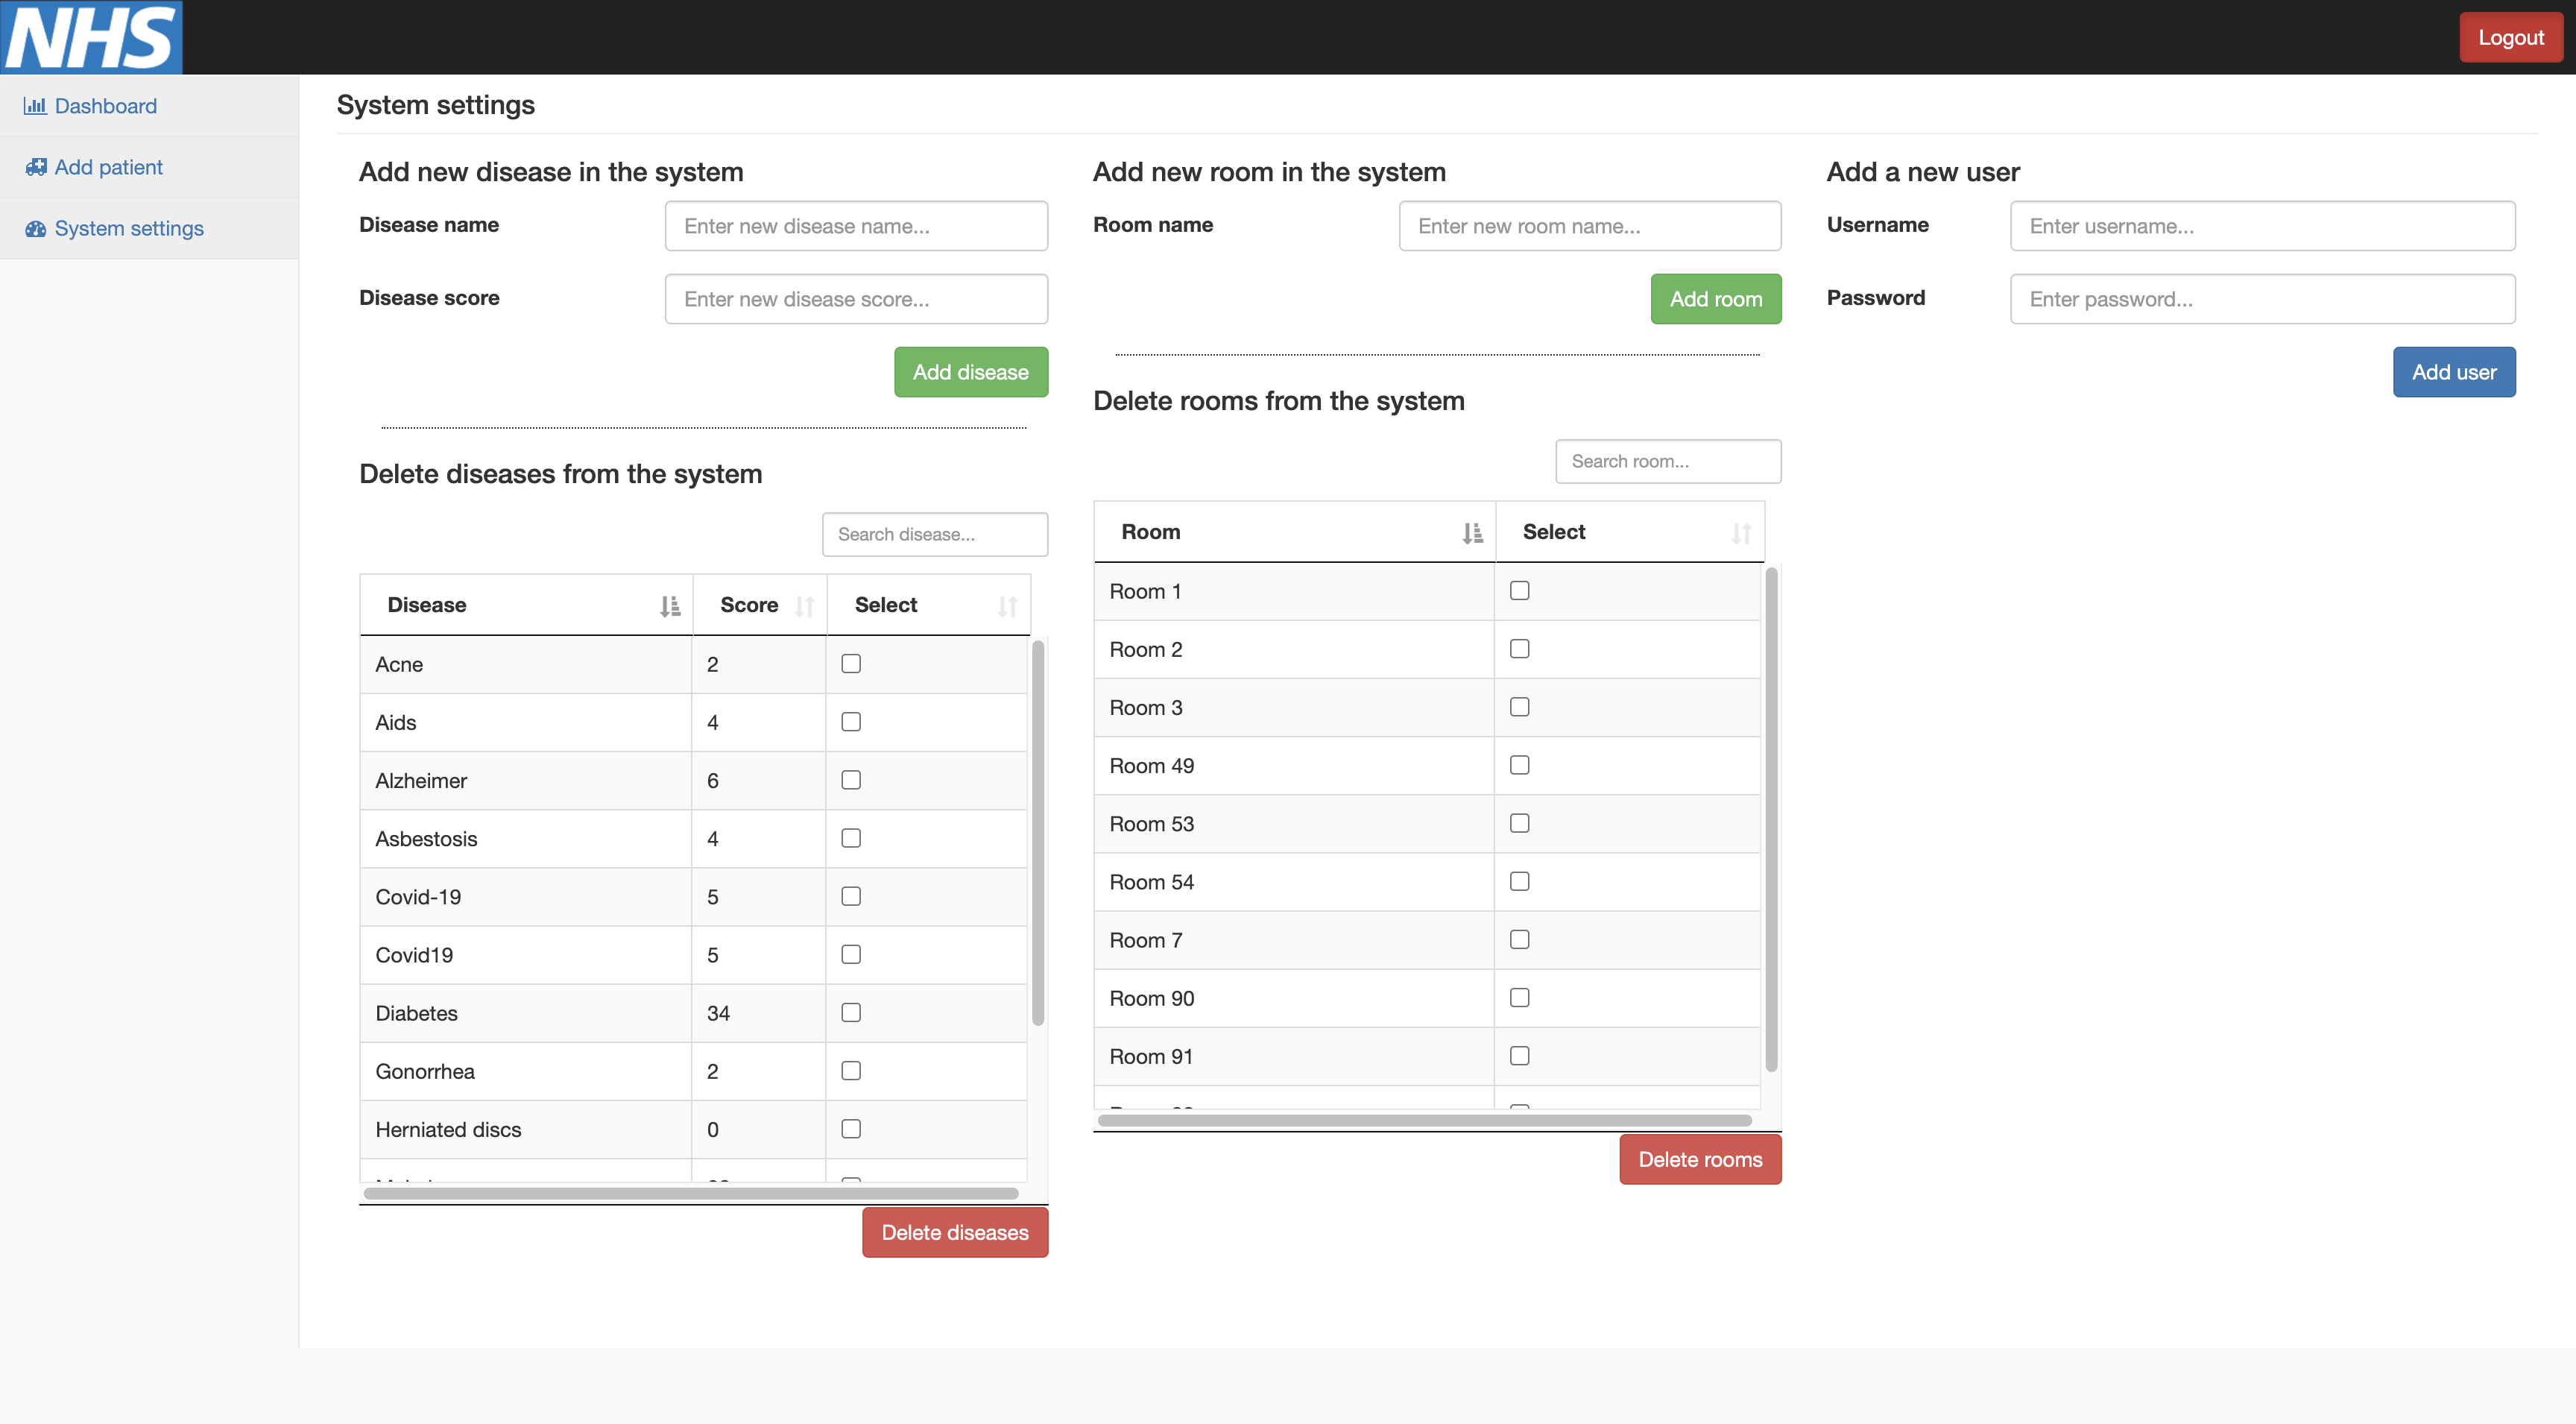 NHS
Logout
Dashboard
Add patient
System settings
System settings
Add new disease in the system
Disease name
Enter new disease name...
Disease score
Enter new disease score...
Add disease
Delete diseases from the system
Search disease...
Disease Score Select
Acne 2
Aids 4
Alzheimer 6
Asbestosis 4
Covid-19 5
Covid19 5
Diabetes 34
Gonorrhea 2
Herniated discs 0
Delete diseases
Add new room in the system
Room name
Enter new room name...
Add room
Delete rooms from the system
Search room...
Room Select
Room 1
Room 2
Room 3
Room 49
Room 53
Room 54
Room 7
Room 90
Room 91
Delete rooms
Add a new user
Username
Enter username...
Password
Enter password...
Add user